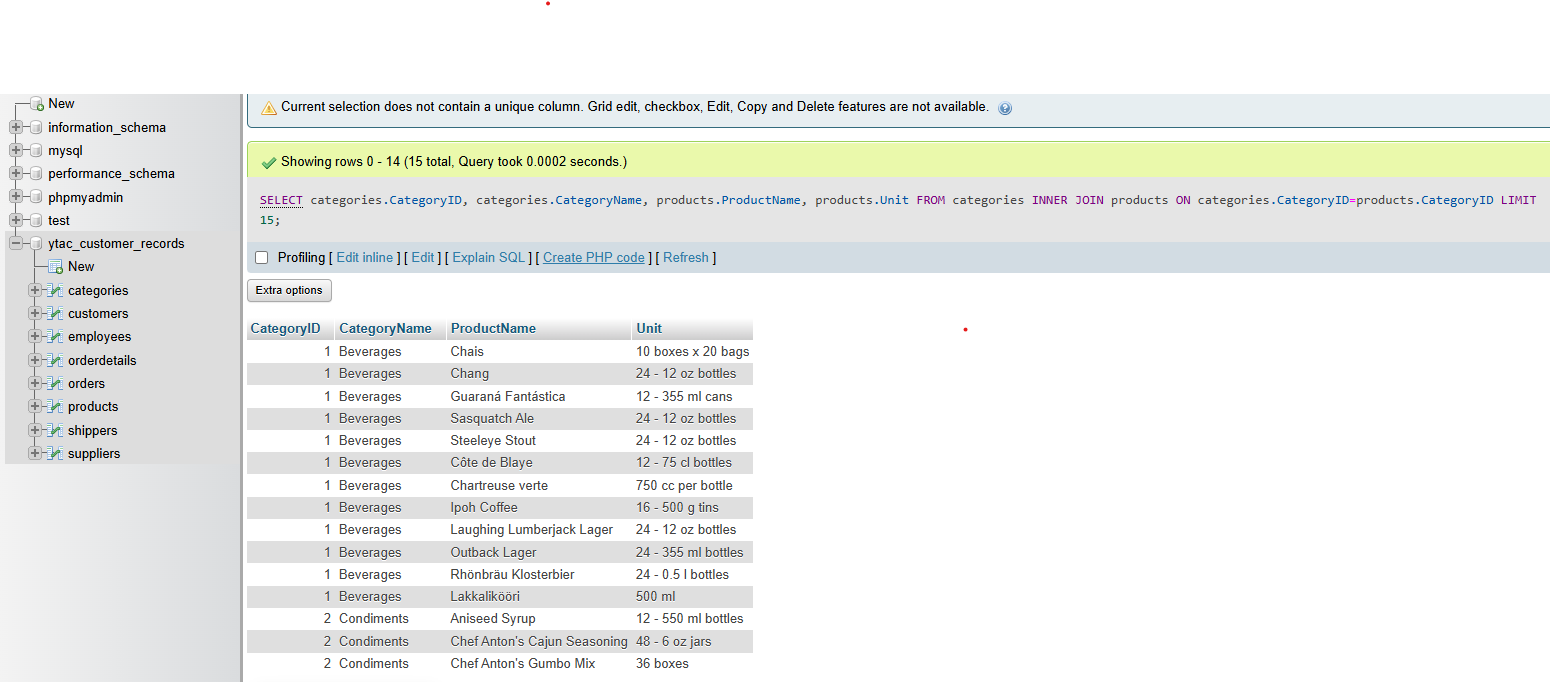 New
information_schema
mysql
performance_schema
phpmyadmin
test
ytac_customer_records
New
categories
customers
employees
orderdetails
orders
products
shippers
suppliers
Current selection does not contain a unique column. Grid edit, checkbox, Edit, Copy and Delete features are not available.
Showing rows 0 - 14 (15 total, Query took 0.0002 seconds.)
SELECT categories.CategoryID, categories.CategoryName, products.ProductName, products.Unit FROM categories INNER JOIN products ON categories.CategoryID=products.CategoryID LIMIT
15;
Profiling [ Edit inline ] [ Edit ] [ Explain SQL ] [ Create PHP code ] [ Refresh ]
Extra options
CategoryID CategoryName ProductName Unit
1 Beverages Chais 10 boxes x 20 bags
1 Beverages Chang 24 - 12 oz bottles
1 Beverages Guaraná Fantástica 12 - 355 ml cans
1 Beverages Sasquatch Ale 24 - 12 oz bottles
1 Beverages Steeleye Stout 24 - 12 oz bottles
1 Beverages Côte de Blaye 12 - 75 cl bottles
1 Beverages Chartreuse verte 750 cc per bottle
1 Beverages Ipoh Coffee 16 - 500 g tins
1 Beverages Laughing Lumberjack Lager 24 - 12 oz bottles
1 Beverages Outback Lager 24 - 355 ml bottles
1 Beverages Rhönbräu Klosterbier 24 - 0.5 l bottles
1 Beverages Lakkalikööri 500 ml
2 Condiments Aniseed Syrup 12 - 550 ml bottles
2 Condiments Chef Anton's Cajun Seasoning 48 - 6 oz jars
2 Condiments Chef Anton's Gumbo Mix 36 boxes